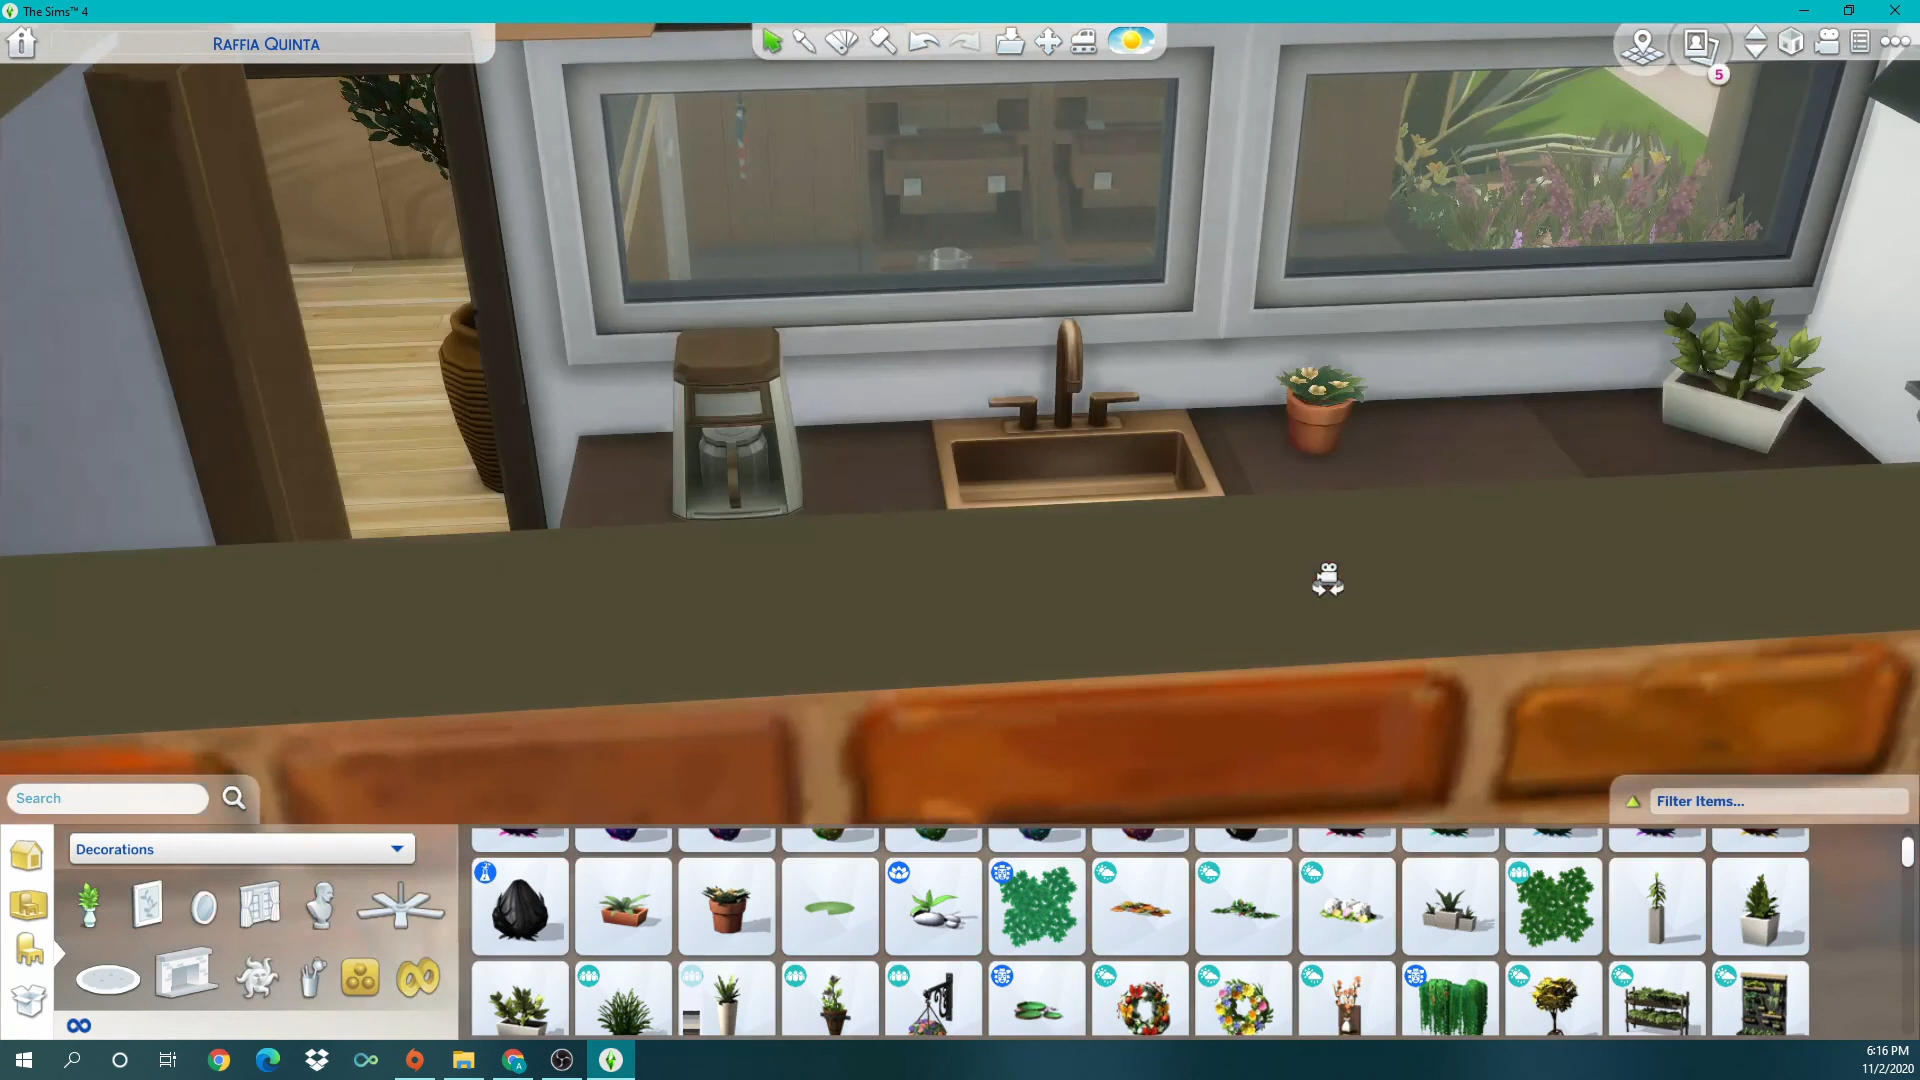 The Sims™ 4
RAFFIA QUINTA
5
Search
Filter Items...
Decorations
6:16 PM
11/2/2020